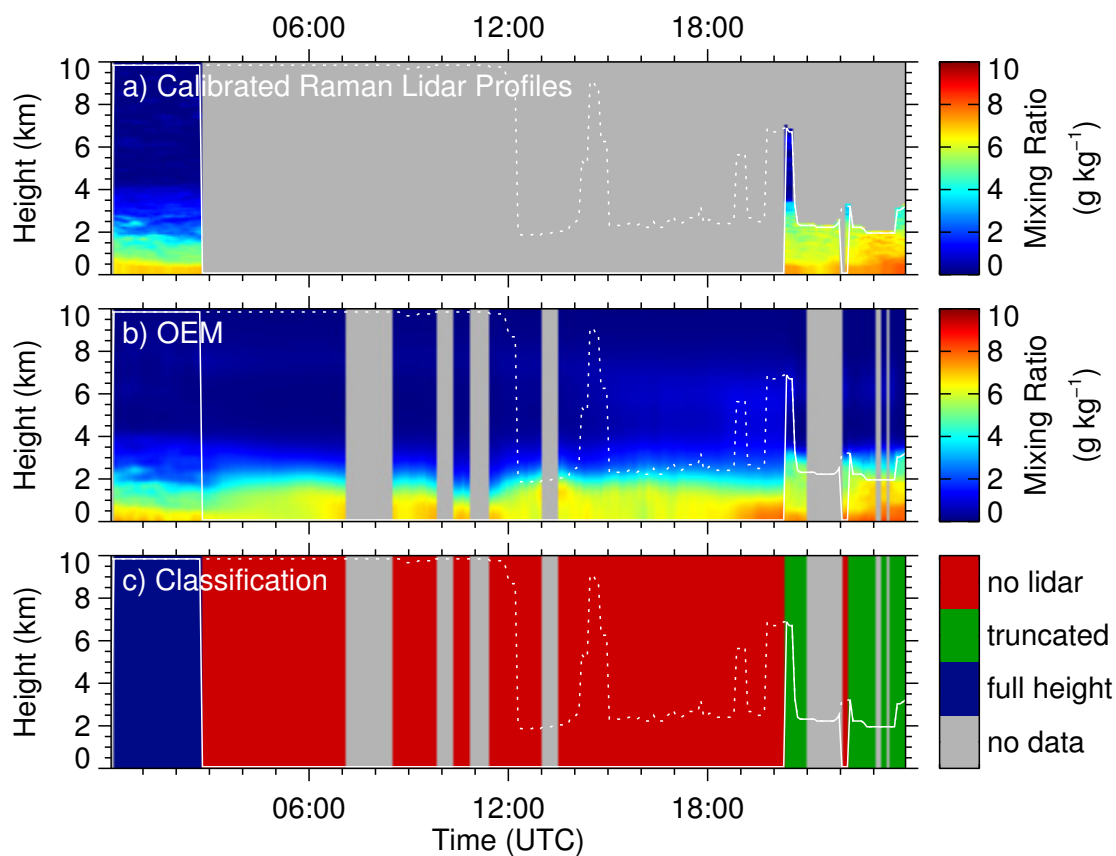 06:00 12:00 18:00
a) Calibrated Raman Lidar Profiles
Height (km)
10
8
6
4
2
0
10
8
6
4
2
0
Mixing Ratio
(g kg⁻¹)
b) OEM
Height (km)
10
8
6
4
2
0
10
8
6
4
2
0
Mixing Ratio
(g kg⁻¹)
c) Classification
Height (km)
10
8
6
4
2
0
no lidar
truncated
full height
no data
06:00 12:00 18:00
Time (UTC)